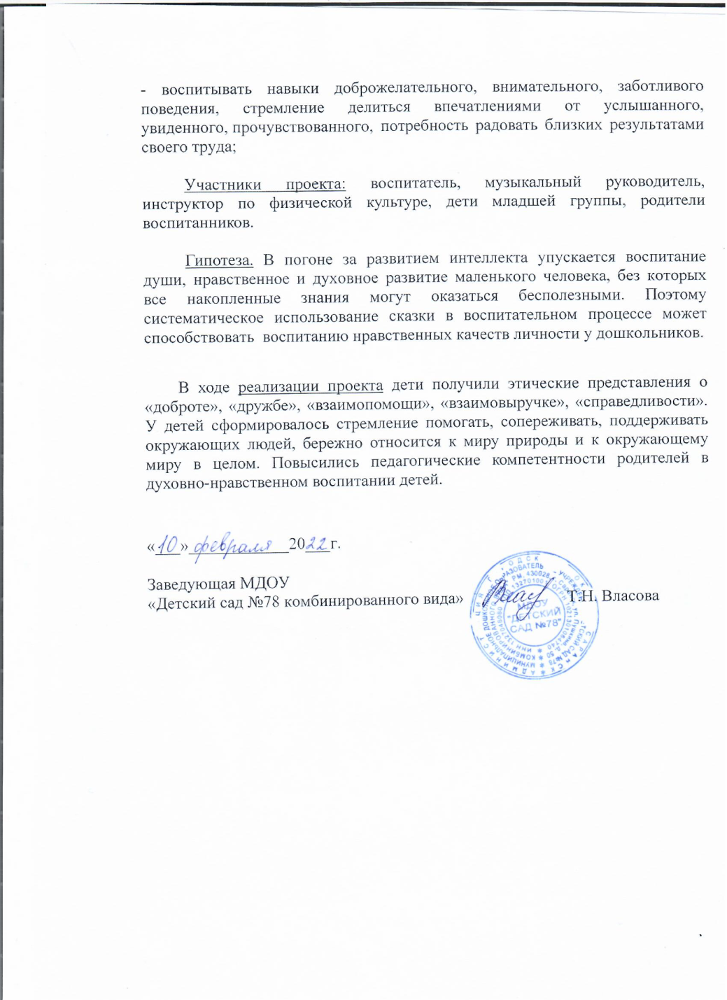 - воспитывать навыки доброжелательного, внимательного, заботливого
поведения, стремление делиться впечатлениями от услышанного,
увиденного, прочувствованного, потребность радовать близких результатами
своего труда;
Участники проекта: воспитатель, музыкальный руководитель,
инструктор по физической культуре, дети младшей группы, родители
воспитанников.
Гипотеза. В погоне за развитием интеллекта упускается воспитание
души, нравственное и духовное развитие маленького человека, без которых
все накопленные знания могут оказаться бесполезными. Поэтому
систематическое использование сказки в воспитательном процессе может
способствовать воспитанию нравственных качеств личности у дошкольников.
В ходе реализации проекта дети получили этические представления о
«доброте», «дружбе», «взаимопомощи», «взаимовыручке», «справедливости».
У детей сформировалось стремление помогать, сопереживать, поддерживать
окружающих людей, бережно относится к миру природы и к окружающему
миру в целом. Повысились педагогические компетентности родителей в
духовно-нравственном воспитании детей.
«10» февраля 2022 г.
Заведующая МДОУ
«Детский сад №78 комбинированного вида» Т.Н. Власова
МДОУ
"ДЕТСКИЙ
САД №78"